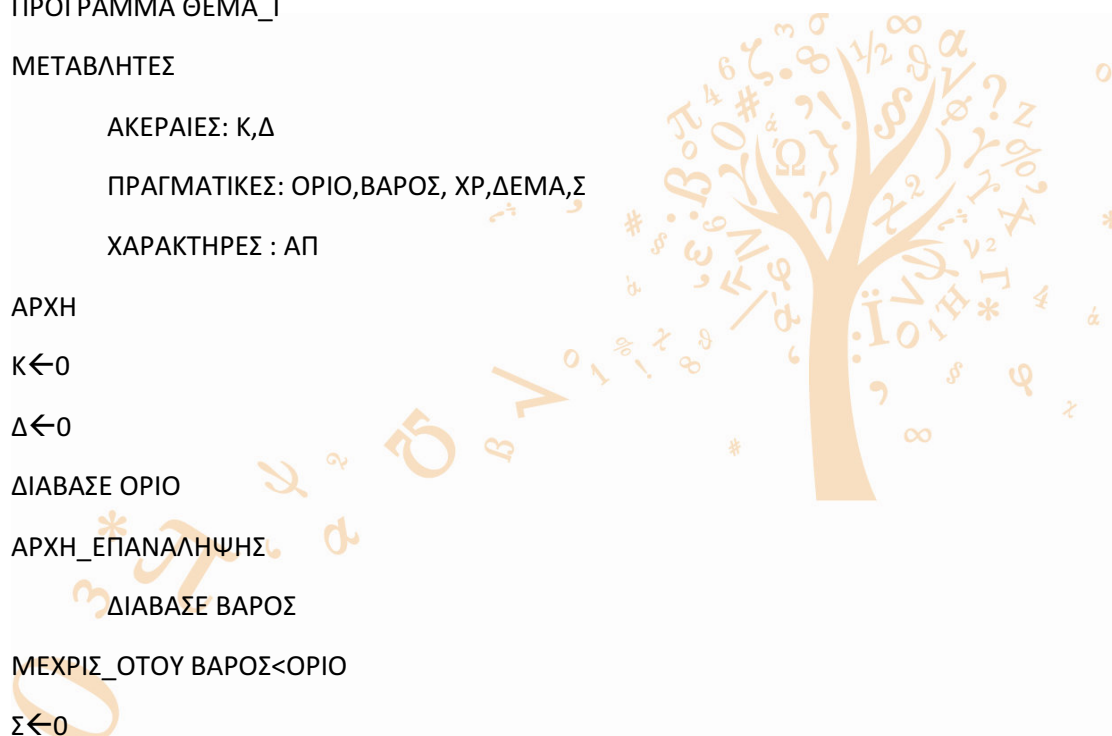 ΠΡΟΓΡΑΜΜΑ ΘΕΜΑ_Γ
ΜΕΤΑΒΛΗΤΕΣ
ΑΚΕΡΑΙΕΣ: Κ,Δ
ΠΡΑΓΜΑΤΙΚΕΣ: ΟΡΙΟ,ΒΑΡΟΣ, ΧΡ,ΔΕΜΑ,Σ
ΧΑΡΑΚΤΗΡΕΣ : ΑΠ
ΑΡΧΗ
Κ←0
Δ←0
ΔΙΑΒΑΣΕ ΟΡΙΟ
ΑΡΧΗ_ΕΠΑΝΑΛΗΨΗΣ
ΔΙΑΒΑΣΕ ΒΑΡΟΣ
ΜΕΧΡΙΣ_ΟΤΟΥ ΒΑΡΟΣ<ΟΡΙΟ
Σ←0